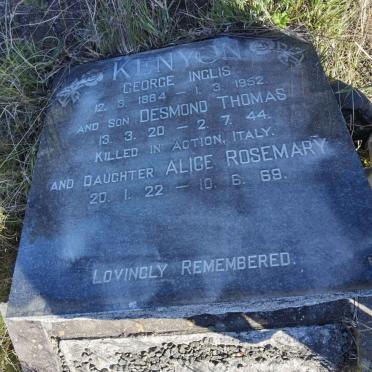 KENYON
GEORGE INGLIS
12. 6. 1884 – 1. 3. 1952.
AND SON, DESMOND THOMAS
13. 3. 20 – 2. 7. 44.
KILLED IN ACTION, ITALY.
AND DAUGHTER ALICE ROSEMARY
20. 1. 22 – 10. 6. 69.
LOVINGLY REMEMBERED.